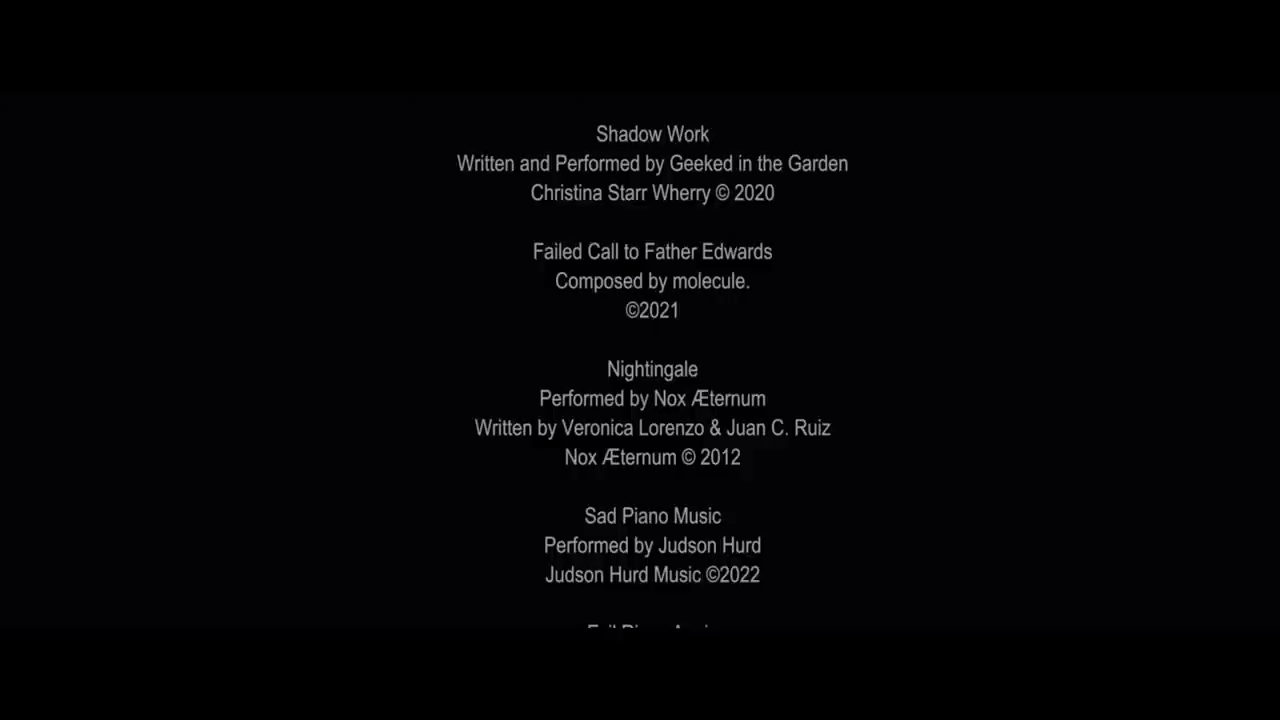 Shadow Work
Written and Performed by Geeked in the Garden
Christina Starr Wherry © 2020
Failed Call to Father Edwards
Composed by molecule.
©2021
Nightingale
Performed by Nox Æternum
Written by Veronica Lorenzo & Juan C. Ruiz
Nox Æternum © 2012
Sad Piano Music
Performed by Judson Hurd
Judson Hurd Music ©2022